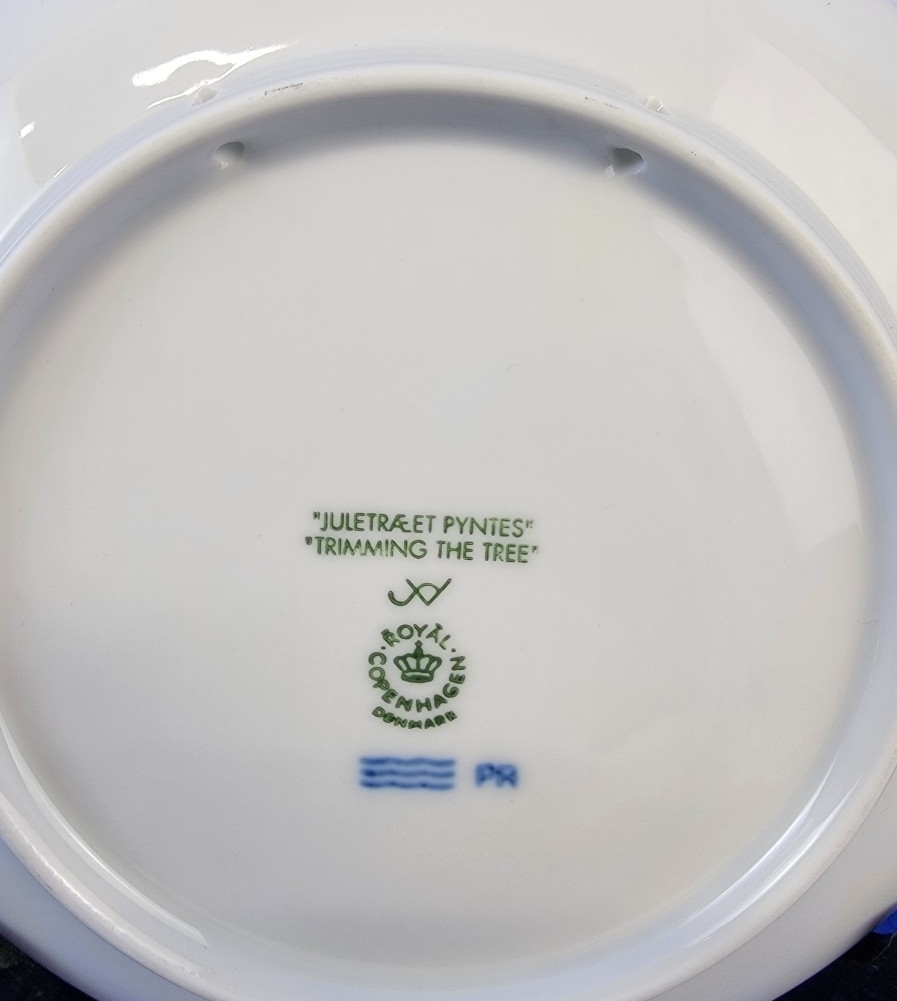 "JULETRÆET PYNTES"
"TRIMMING THE TREE"
ROYAL
COPENHAGEN
DENMARK
PR